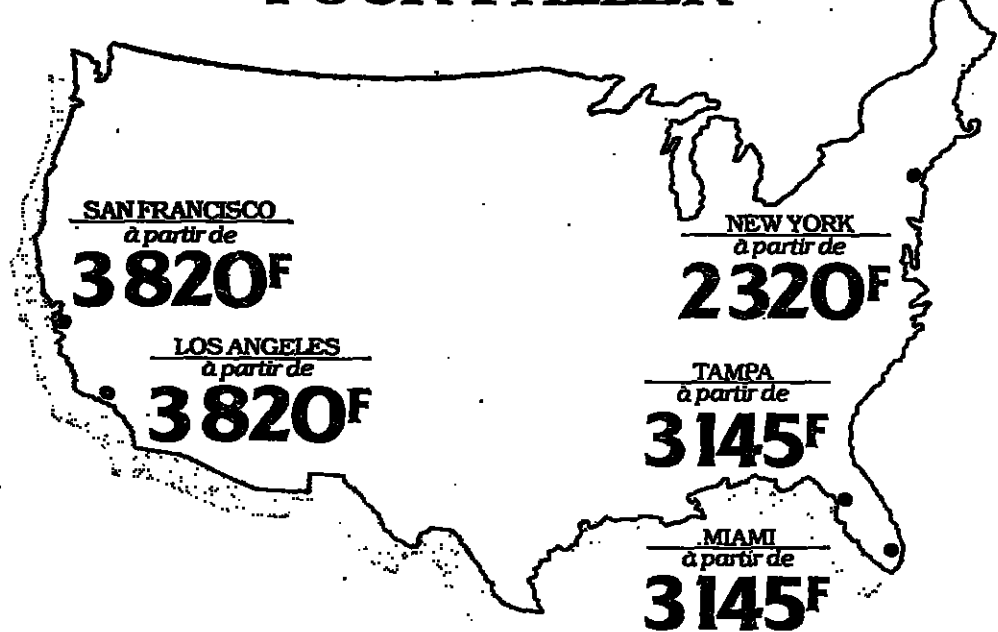 SAN FRANCISCO
à partir de
3 820F
LOS ANGELES
à partir de
3 820F
NEW YORK
à partir de
2 320F
TAMPA
à partir de
3 145F
MIAMI
à partir de
3 145F